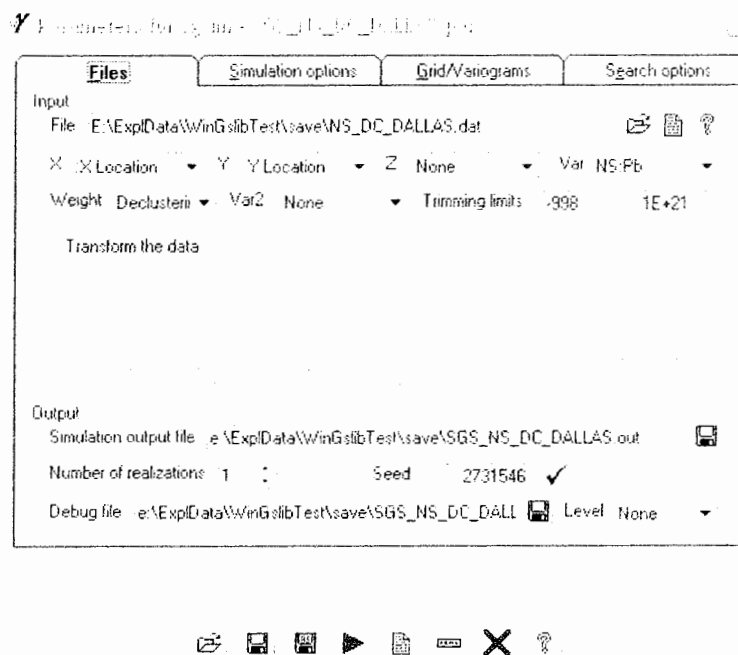 Files Simulation options Grid/Variograms Search options
Input
File E:\ExplData\WinGslibTest\save\NS_DC_DALLAS.dat
X X Location Y Y Location Z None Var NS:Pb
Weight Declusterii Var2 None Trimming limits -998 1E+21
Transform the data
Output
Simulation output file e:\ExplData\WinGslibTest\save\SGS_NS_DC_DALLAS.out
Number of realizations 1 Seed 2731546
Debug file e:\ExplData\WinGslibTest\save\SGS_NS_DC_DALL Level None